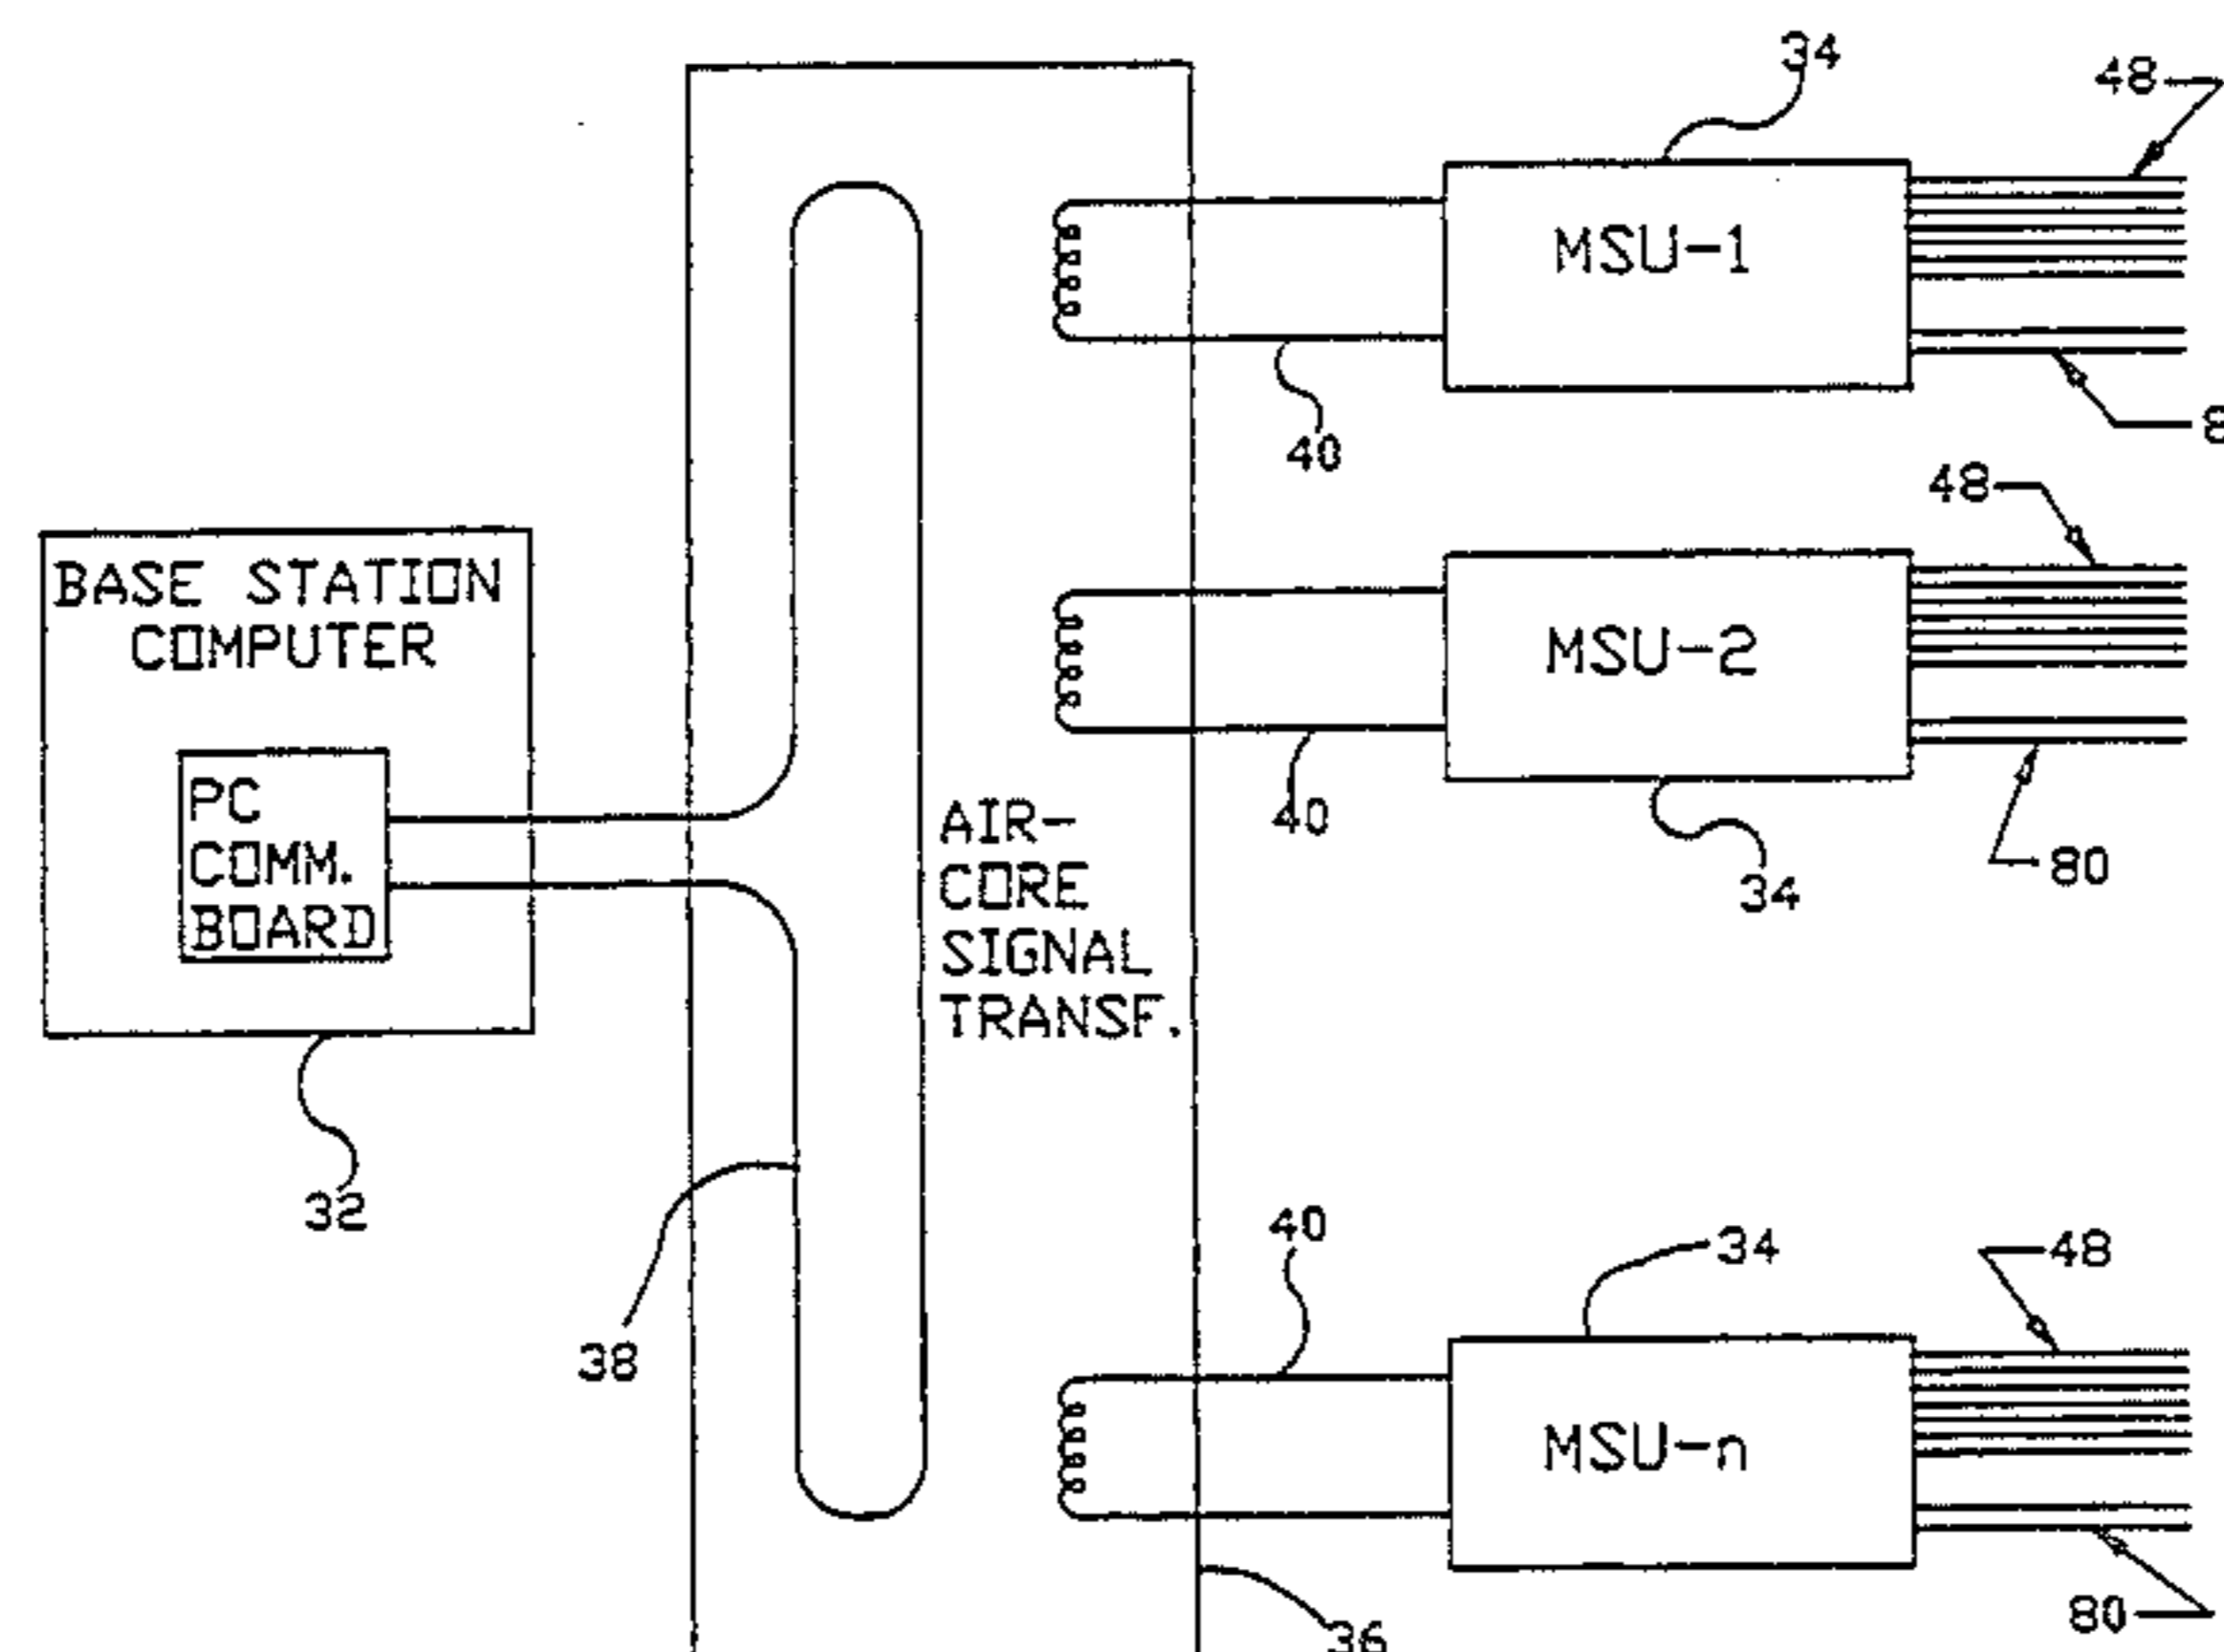 34
48
MSU-1
40
48
BASE STATION
COMPUTER
MSU-2
PC
COMM.
BOARD
AIR-
CORE
SIGNAL
TRANSF.
40
80
34
32
40
34
48
38
MSU-n
80
36